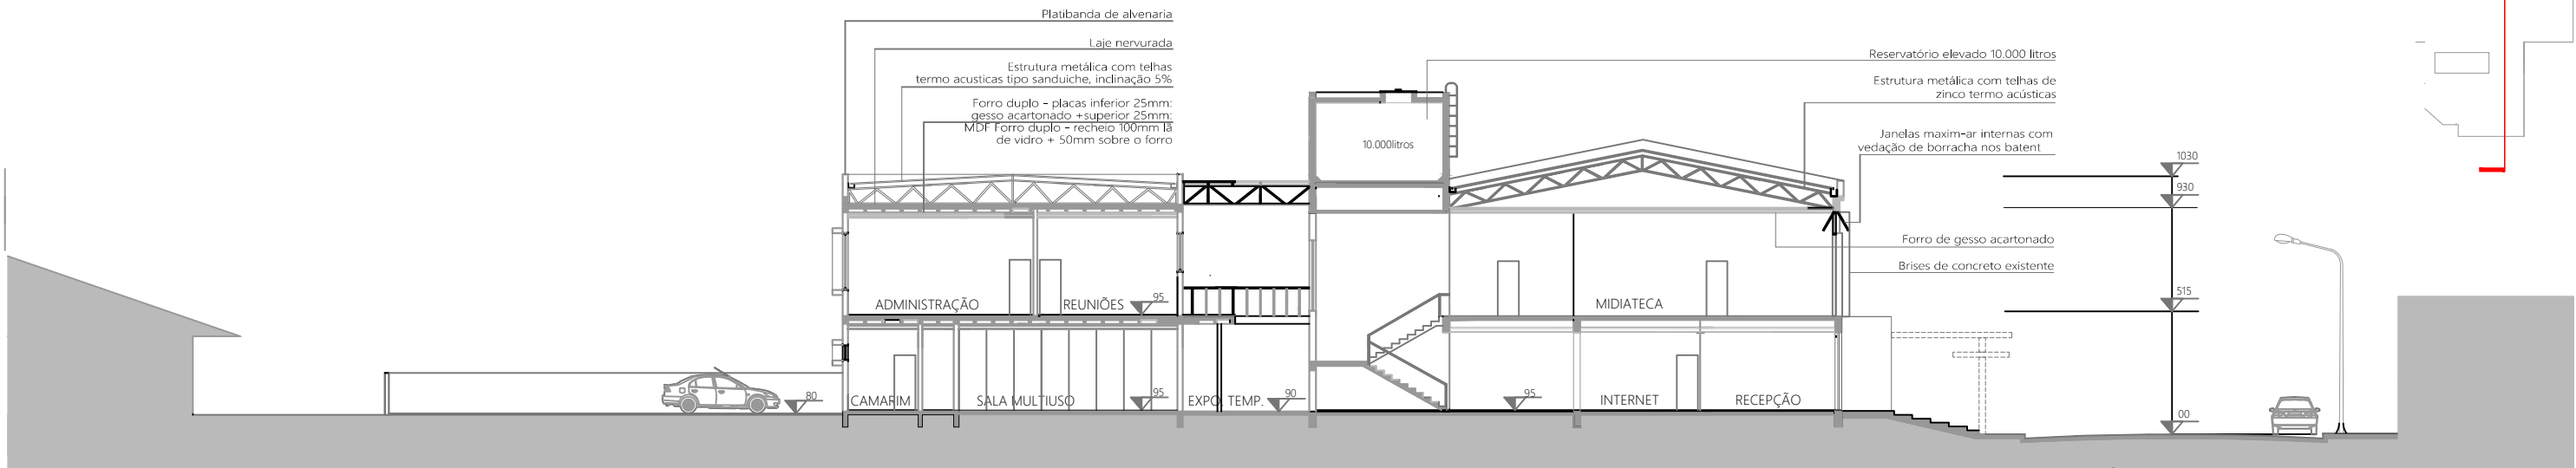 Platibanda de alvenaria
Laje nervurada
Estrutura metálica com telhas
termo acusticas tipo sanduiche, inclinação 5%
Forro duplo - placas inferior 25mm:
gesso acartonado +superior 25mm:
MDF Forro duplo - recheio 100mm lã
de vidro + 50mm sobre o forro
Reservatório elevado 10.000 litros
Estrutura metálica com telhas de
zinco termo acústicas
Janelas maxim-ar internas com
vedação de borracha nos batent
Forro de gesso acartonado
Brises de concreto existente
10.000litros
1030
930
515
00
ADMINISTRAÇÃO
REUNIÕES
95
MIDIATECA
80
CAMARIM
SALA MULTIUSO
95
EXPO. TEMP.
90
95
INTERNET
RECEPÇÃO